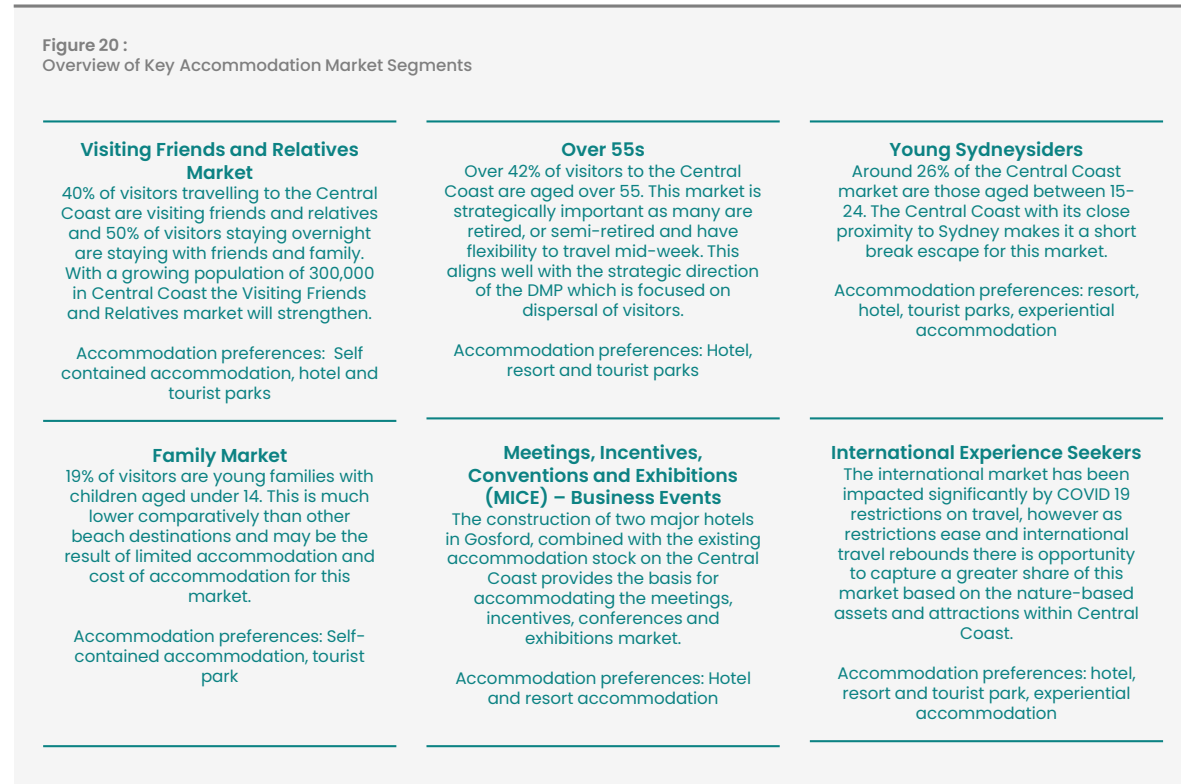 Figure 20 :
Overview of Key Accommodation Market Segments
Visiting Friends and Relatives
Market
40% of visitors travelling to the Central
Coast are visiting friends and relatives
and 50% of visitors staying overnight
are staying with friends and family.
With a growing population of 300,000
in Central Coast the Visiting Friends
and Relatives market will strengthen.
Accommodation preferences:  Self
contained accommodation, hotel and
tourist parks
Over 55s
Over 42% of visitors to the Central
Coast are aged over 55. This market is
strategically important as many are
retired, or semi-retired and have
flexibility to travel mid-week. This
aligns well with the strategic direction
of the DMP which is focused on
dispersal of visitors.
Accommodation preferences: Hotel,
resort and tourist parks
Young Sydneysiders
Around 26% of the Central Coast
market are those aged between 15-
24. The Central Coast with its close
proximity to Sydney makes it a short
break escape for this market.
Accommodation preferences: resort,
hotel, tourist parks, experiential
accommodation
Family Market
19% of visitors are young families with
children aged under 14. This is much
lower comparatively than other
beach destinations and may be the
result of limited accommodation and
cost of accommodation for this
market.
Accommodation preferences: Self-
contained accommodation, tourist
park
Meetings, Incentives,
Conventions and Exhibitions
(MICE) – Business Events
The construction of two major hotels
in Gosford, combined with the existing
accommodation stock on the Central
Coast provides the basis for
accommodating the meetings,
incentives, conferences and
exhibitions market.
Accommodation preferences: Hotel
and resort accommodation
International Experience Seekers
The international market has been
impacted significantly by COVID 19
restrictions on travel, however as
restrictions ease and international
travel rebounds there is opportunity
to capture a greater share of this
market based on the nature-based
assets and attractions within Central
Coast.
Accommodation preferences: hotel,
resort and tourist park, experiential
accommodation